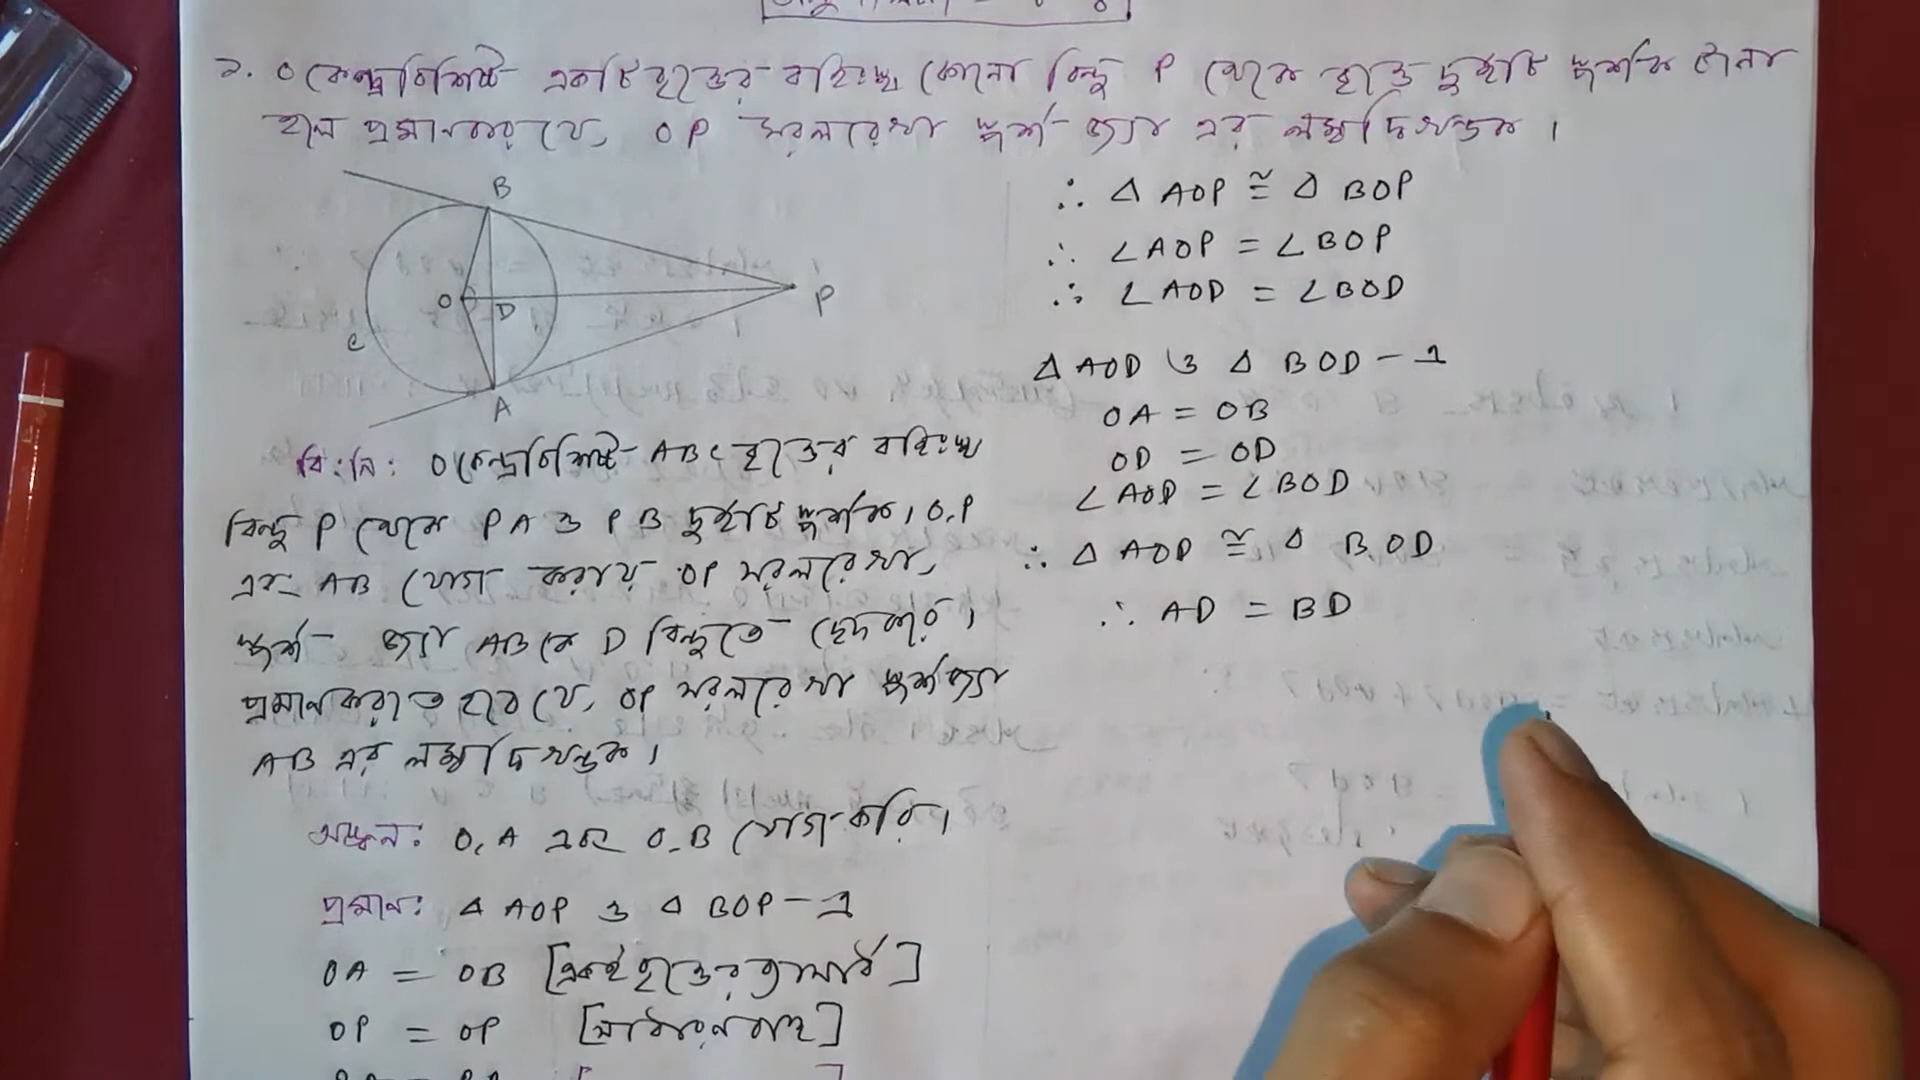 ২. O কেন্দ্রবিশিষ্ট একটি বৃত্তের বহিঃস্থ কোনো বিন্দু P থেকে বৃত্তে দুইটি স্পর্শক টানা
হল প্রমাণ কর যে, OP সরলরেখা স্পর্শ জ্যা এর লম্বদ্বিখন্ডক ।
B
O
D
P
C
A
বি:নি: O কেন্দ্রবিশিষ্ট ABC বৃত্তের বহিঃস্থ
বিন্দু P থেকে PA ও PB দুইটি স্পর্শক । O,P
এবং AB যোগ করায় OP সরলরেখা,
স্পর্শ জ্যা AB কে D বিন্দুতে ছেদ করে ।
প্রমাণ করতে হবে যে, OP সরলরেখা স্পর্শ জ্যা
AB এর লম্বদ্বিখন্ডক ।
অঙ্কন: O,A এবং O,B যোগ করি ।
প্রমাণ: Δ AOP ও Δ BOP - এ
OA = OB [একই বৃত্তের ব্যাসার্ধ]
OP = OP [সাধারণ বাহু]
∴ Δ AOP ≅ Δ BOP
∴ ∠AOP = ∠BOP
∴ ∠AOD = ∠BOD
Δ AOD ও Δ BOD - এ
OA = OB
OD = OD
∠AOD = ∠BOD
∴ Δ AOD ≅ Δ BOD
∴ AD = BD